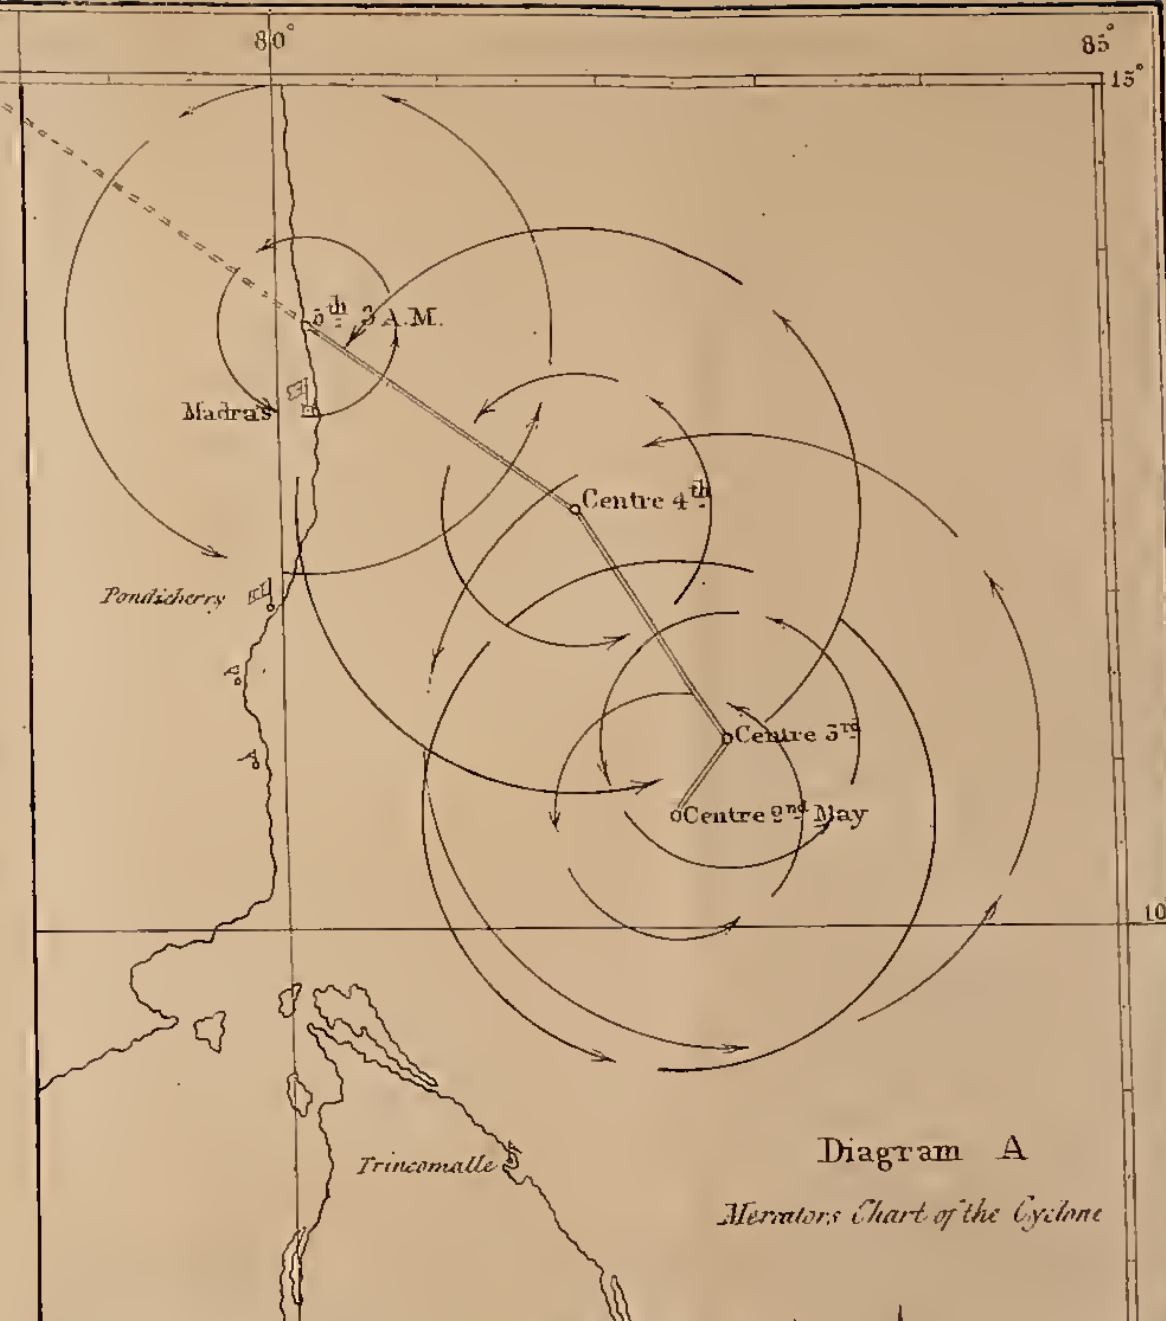 80°
85°
15°
5th 3 A.M.
Madras
Centre 4th
Pondicherry
Centre 3rd
Centre 2nd May
10
Trincomalle
Diagram A
Mercators Chart of the Cyclone